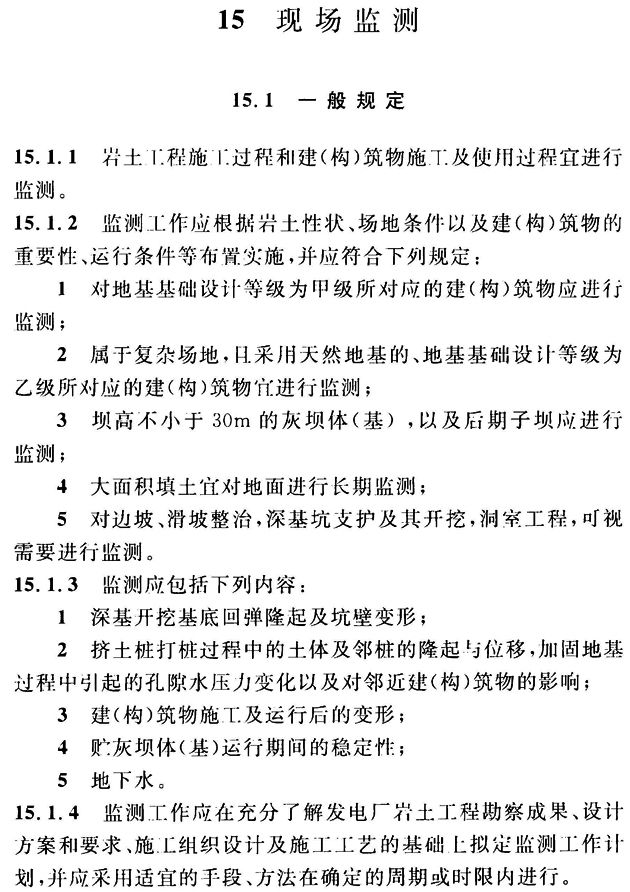 15 现场监测
15.1 一般规定
15.1.1 岩土工程施工过程和建(构)筑物施工及使用过程宜进行
监测。
15.1.2 监测工作应根据岩土性状、场地条件以及建(构)筑物的
重要性、运行条件等布置实施,并应符合下列规定:
1 对地基基础设计等级为甲级所对应的建(构)筑物应进行
监测;
2 属于复杂场地,且采用天然地基的、地基基础设计等级为
乙级所对应的建(构)筑物宜进行监测;
3 坝高不小于30m的灰坝体(基),以及后期子坝应进行
监测;
4 大面积填土宜对地面进行长期监测;
5 对边坡、滑坡整治,深基坑支护及其开挖,洞室工程,可视
需要进行监测。
15.1.3 监测应包括下列内容:
1 深基开挖基底回弹隆起及坑壁变形;
2 挤土桩打桩过程中的土体及邻桩的隆起与位移,加固地基
过程中引起的孔隙水压力变化以及对邻近建(构)筑物的影响;
3 建(构)筑物施工及运行后的变形;
4 贮灰坝体(基)运行期间的稳定性;
5 地下水。
15.1.4 监测工作应在充分了解发电厂岩土工程勘察成果、设计
方案和要求、施工组织设计及施工工艺的基础上拟定监测工作计
划,并应采用适宜的手段、方法在确定的周期或时限内进行。